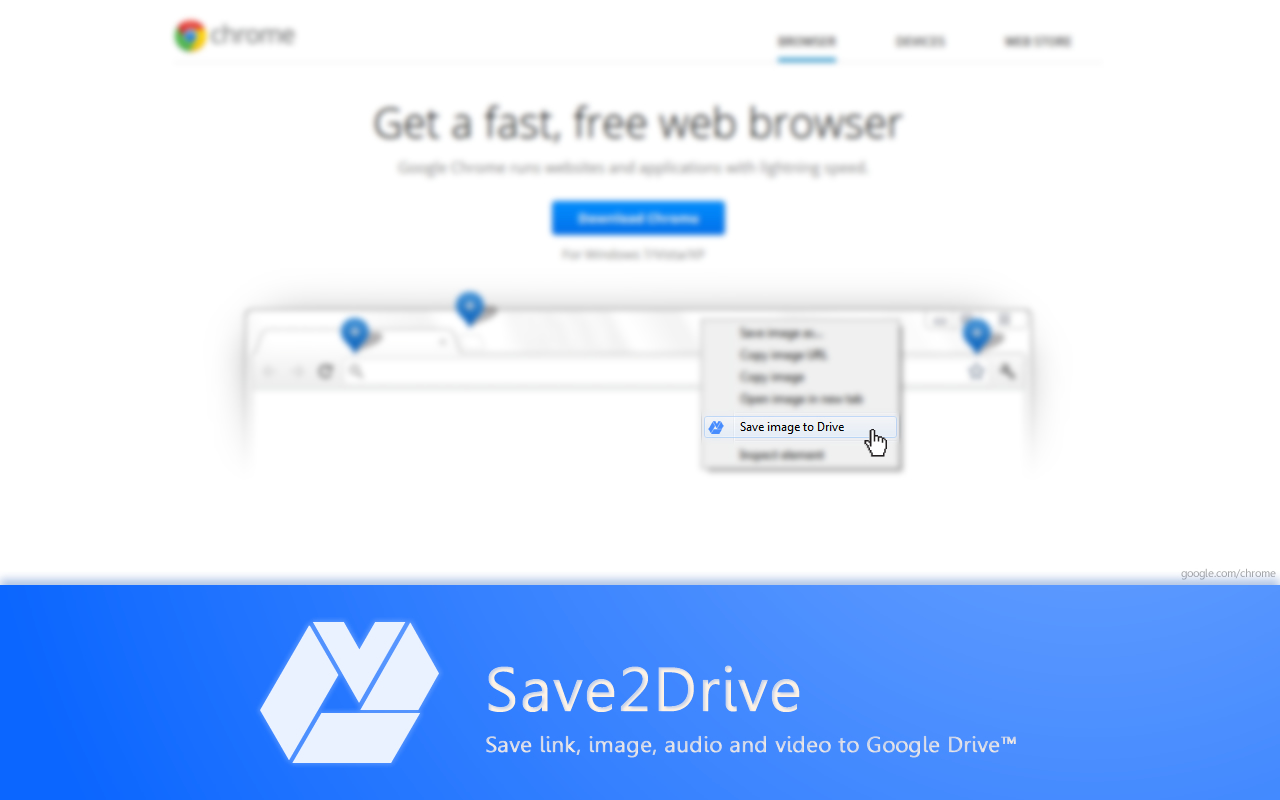 chrome
BROWSER DEVICES WEB STORE
Get a fast, free web browser
Google Chrome runs websites and applications with lightning speed.
Download Chrome
For Windows 7/Vista/XP
Save image as...
Copy image URL
Copy image
Open image in new tab
Save image to Drive
Inspect element
google.com/chrome
Save2Drive
Save link, image, audio and video to Google Drive™